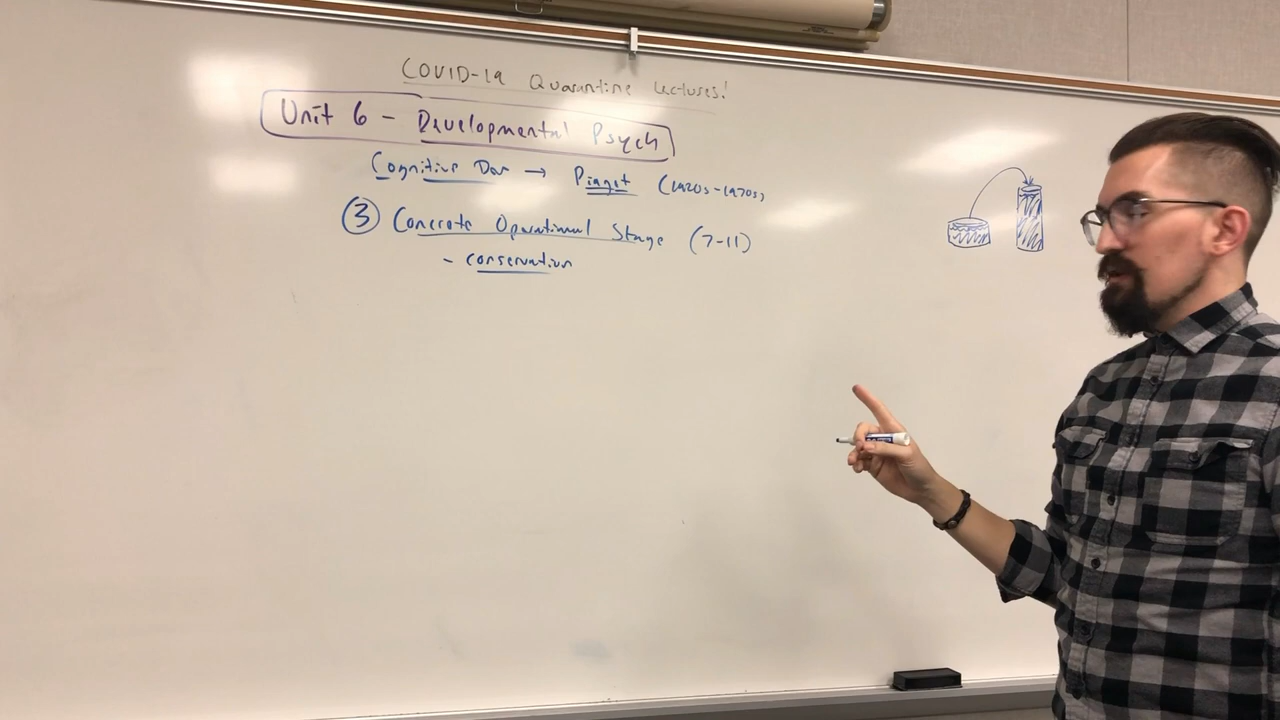 COVID-19 Quarantine Lectures!
Unit 6 - Developmental Psych
Cognitive Dev → Piaget (1920s-1970s)
③ Concrete Operational Stage (7-11)
- conservation